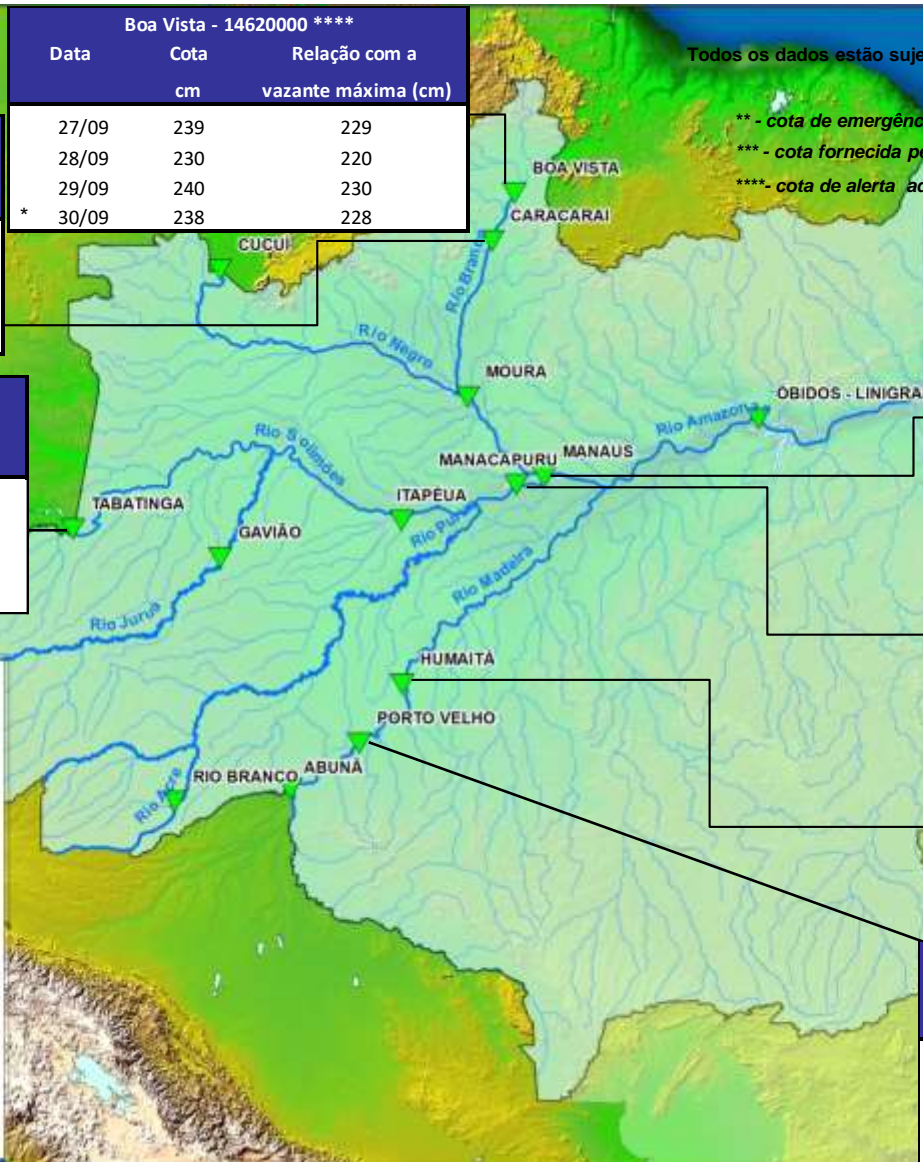 Boa Vista - 14620000 ****
Data Cota Relação com a
cm vazante máxima (cm)
27/09 239 229
28/09 230 220
29/09 240 230
* 30/09 238 228
Todos os dados estão suje
** - cota de emergênc
*** - cota fornecida pe
****- cota de alerta ac
BOA VISTA
CARACARAI
CUCUÍ
Rio Branco
Rio Negro
MOURA
ÓBIDOS - LINIGRA
Rio Amazonas
Rio Solimões
MANACAPURU
MANAUS
TABATINGA
ITAPÉUA
GAVIÃO
Rio Purus
Rio Madeira
Rio Juruá
HUMAITÁ
PORTO VELHO
RIO BRANCO
ABUNÃ
Rio Acre